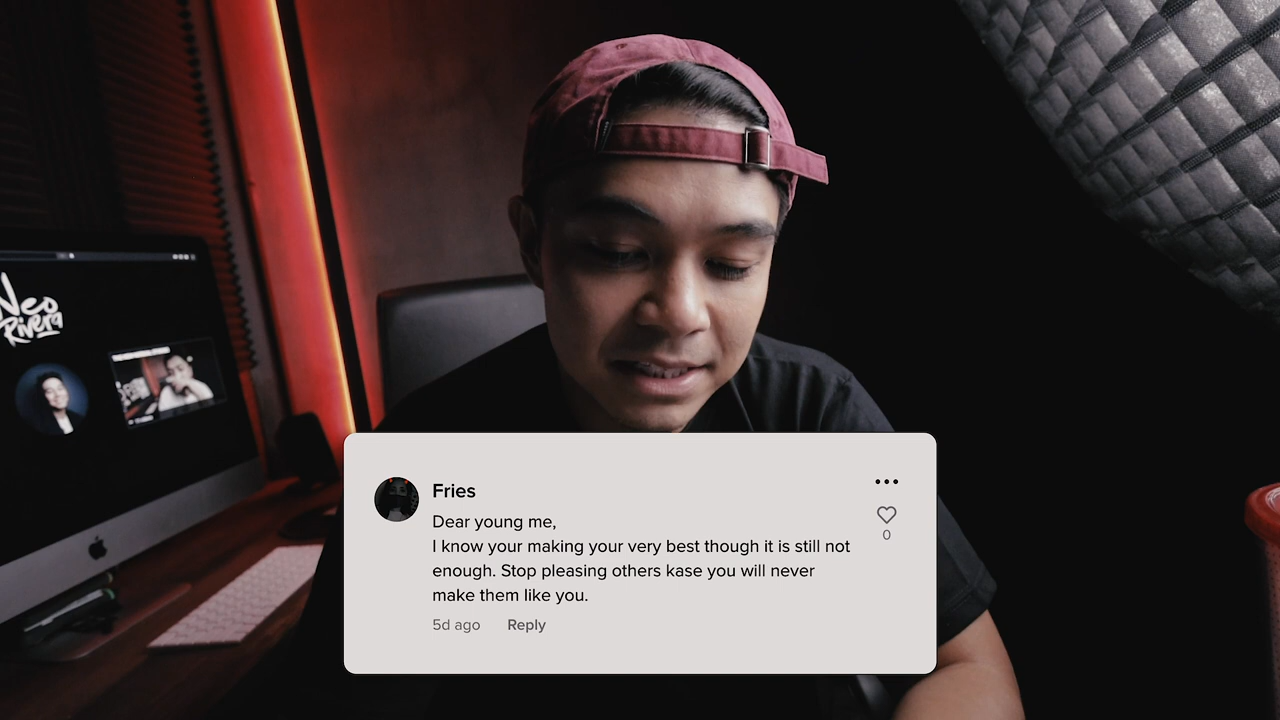 Neo
Rivera
Fries
Dear young me,
I know your making your very best though it is still not
enough. Stop pleasing others kase you will never
make them like you.
0
5d ago Reply